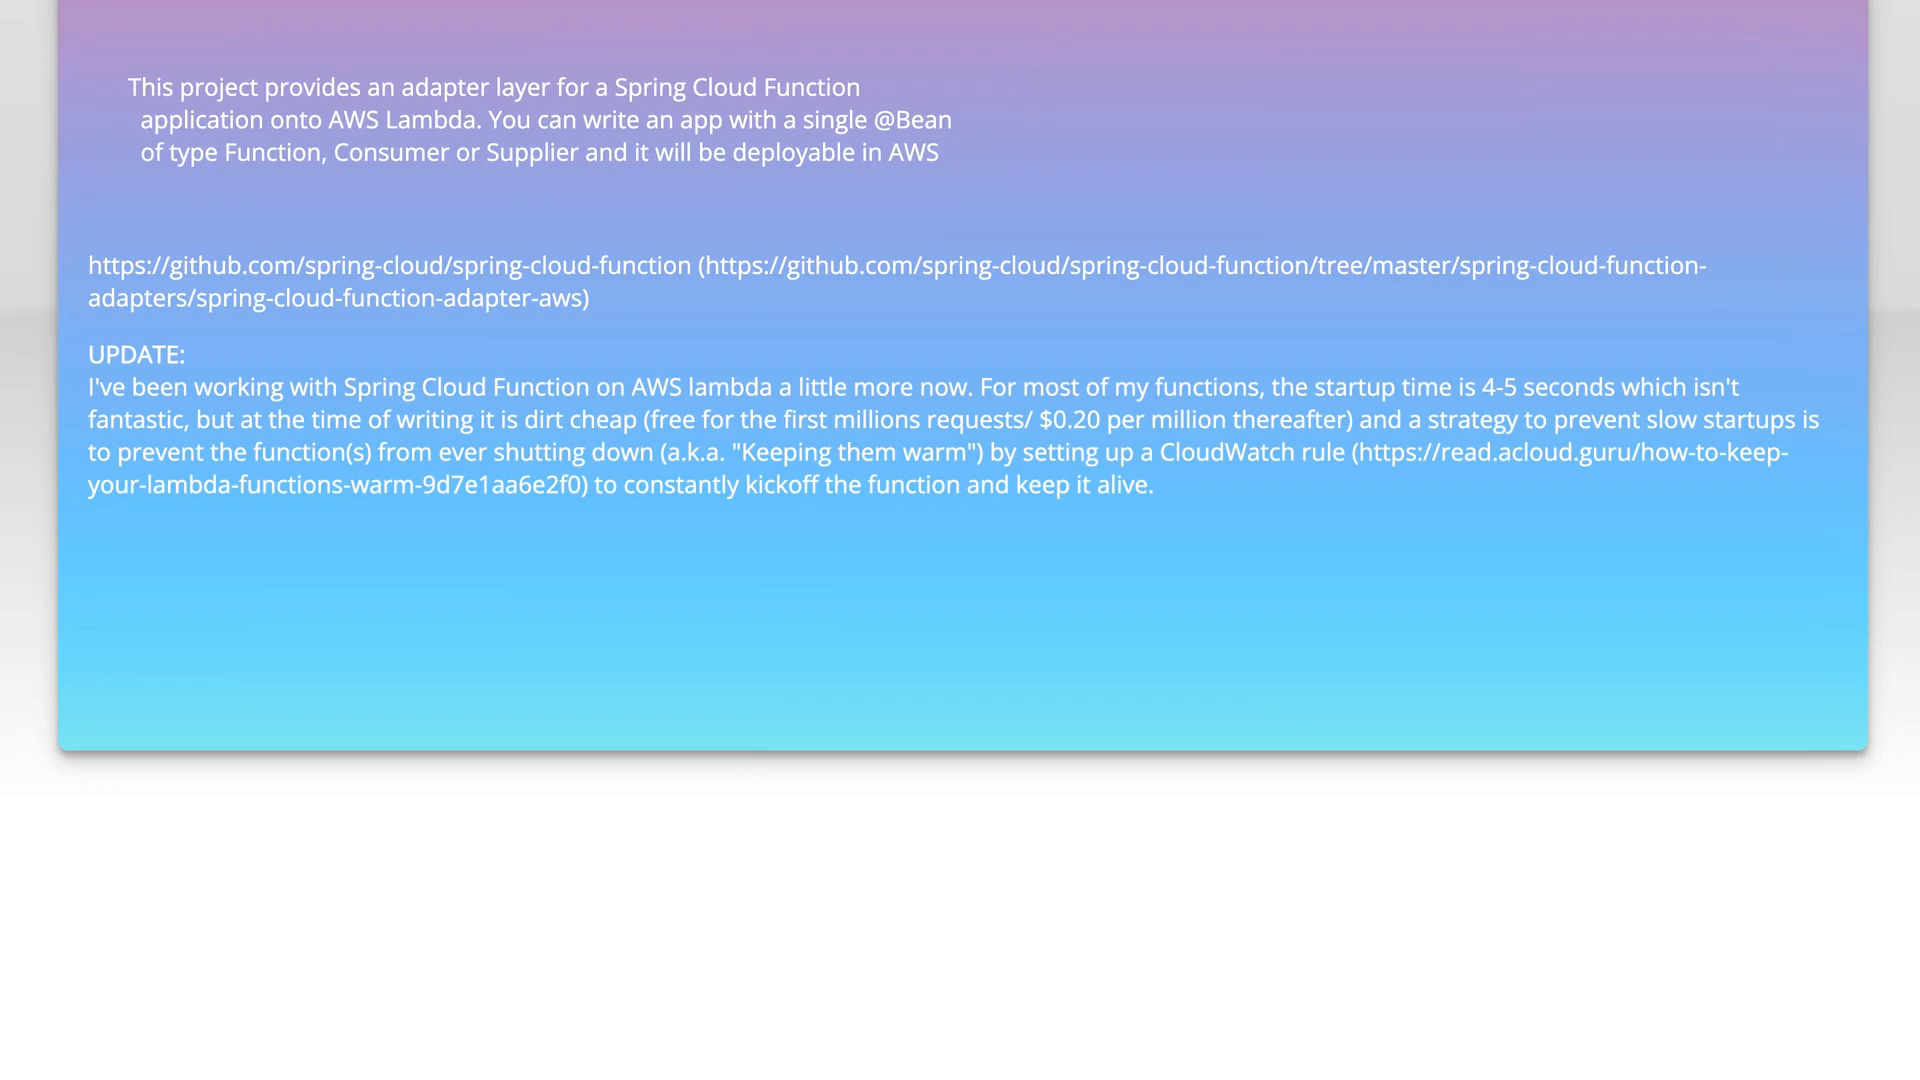 This project provides an adapter layer for a Spring Cloud Function
application onto AWS Lambda. You can write an app with a single @Bean
of type Function, Consumer or Supplier and it will be deployable in AWS
https://github.com/spring-cloud/spring-cloud-function (https://github.com/spring-cloud/spring-cloud-function/tree/master/spring-cloud-function-
adapters/spring-cloud-function-adapter-aws)
UPDATE:
I've been working with Spring Cloud Function on AWS lambda a little more now. For most of my functions, the startup time is 4-5 seconds which isn't
fantastic, but at the time of writing it is dirt cheap (free for the first millions requests/ $0.20 per million thereafter) and a strategy to prevent slow startups is
to prevent the function(s) from ever shutting down (a.k.a. "Keeping them warm") by setting up a CloudWatch rule (https://read.acloud.guru/how-to-keep-
your-lambda-functions-warm-9d7e1aa6e2f0) to constantly kickoff the function and keep it alive.